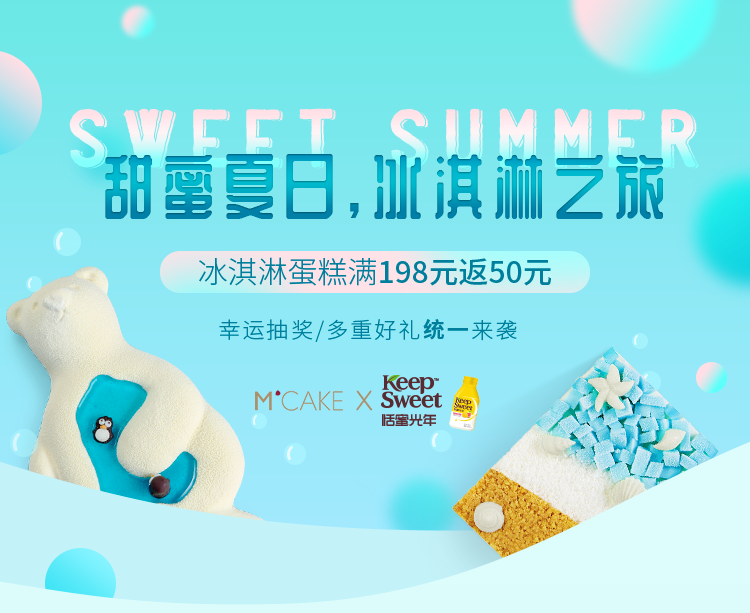 SWEET SUMMER
甜蜜夏日,冰淇淋之旅
冰淇淋蛋糕满198元返50元
幸运抽奖/多重好礼统一来袭
M'CAKE X Keep Sweet 恬蜜光年
Keep Sweet